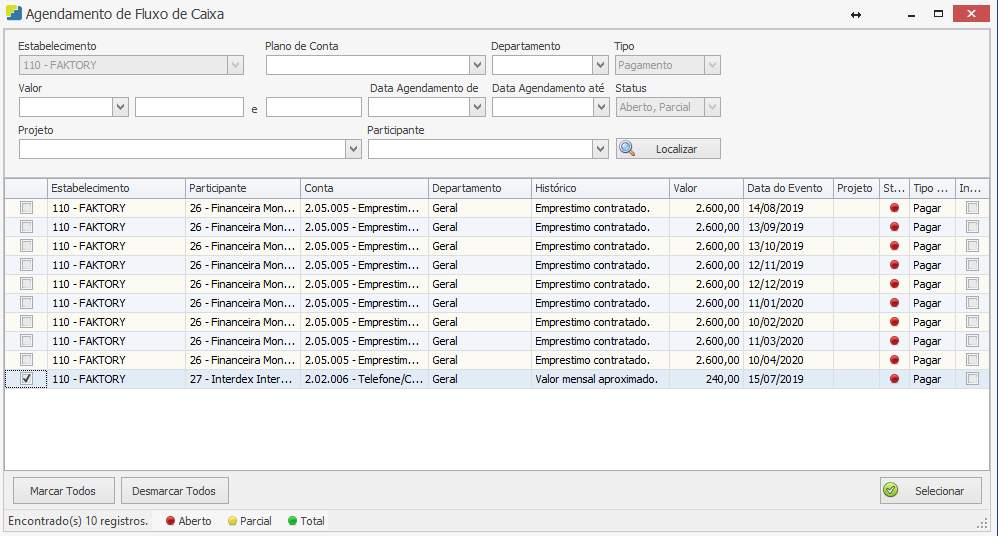 Agendamento de Fluxo de Caixa
Estabelecimento Plano de Conta Departamento Tipo
110 - FAKTORY Pagamento
Valor Data Agendamento de Data Agendamento até Status
e Aberto, Parcial
Projeto Participante
Localizar
Estabelecimento Participante Conta Departamento Histórico Valor Data do Evento Projeto St... Tipo ... In...
110 - FAKTORY 26 - Financeira Mon... 2.05.005 - Emprestim... Geral Emprestimo contratado. 2.600,00 14/08/2019 Pagar
110 - FAKTORY 26 - Financeira Mon... 2.05.005 - Emprestim... Geral Emprestimo contratado. 2.600,00 13/09/2019 Pagar
110 - FAKTORY 26 - Financeira Mon... 2.05.005 - Emprestim... Geral Emprestimo contratado. 2.600,00 13/10/2019 Pagar
110 - FAKTORY 26 - Financeira Mon... 2.05.005 - Emprestim... Geral Emprestimo contratado. 2.600,00 12/11/2019 Pagar
110 - FAKTORY 26 - Financeira Mon... 2.05.005 - Emprestim... Geral Emprestimo contratado. 2.600,00 12/12/2019 Pagar
110 - FAKTORY 26 - Financeira Mon... 2.05.005 - Emprestim... Geral Emprestimo contratado. 2.600,00 11/01/2020 Pagar
110 - FAKTORY 26 - Financeira Mon... 2.05.005 - Emprestim... Geral Emprestimo contratado. 2.600,00 10/02/2020 Pagar
110 - FAKTORY 26 - Financeira Mon... 2.05.005 - Emprestim... Geral Emprestimo contratado. 2.600,00 11/03/2020 Pagar
110 - FAKTORY 26 - Financeira Mon... 2.05.005 - Emprestim... Geral Emprestimo contratado. 2.600,00 10/04/2020 Pagar
110 - FAKTORY 27 - Interdex Inter... 2.02.006 - Telefone/C... Geral Valor mensal aproximado. 240,00 15/07/2019 Pagar
Marcar Todos Desmarcar Todos Selecionar
Encontrado(s) 10 registros. Aberto Parcial Total